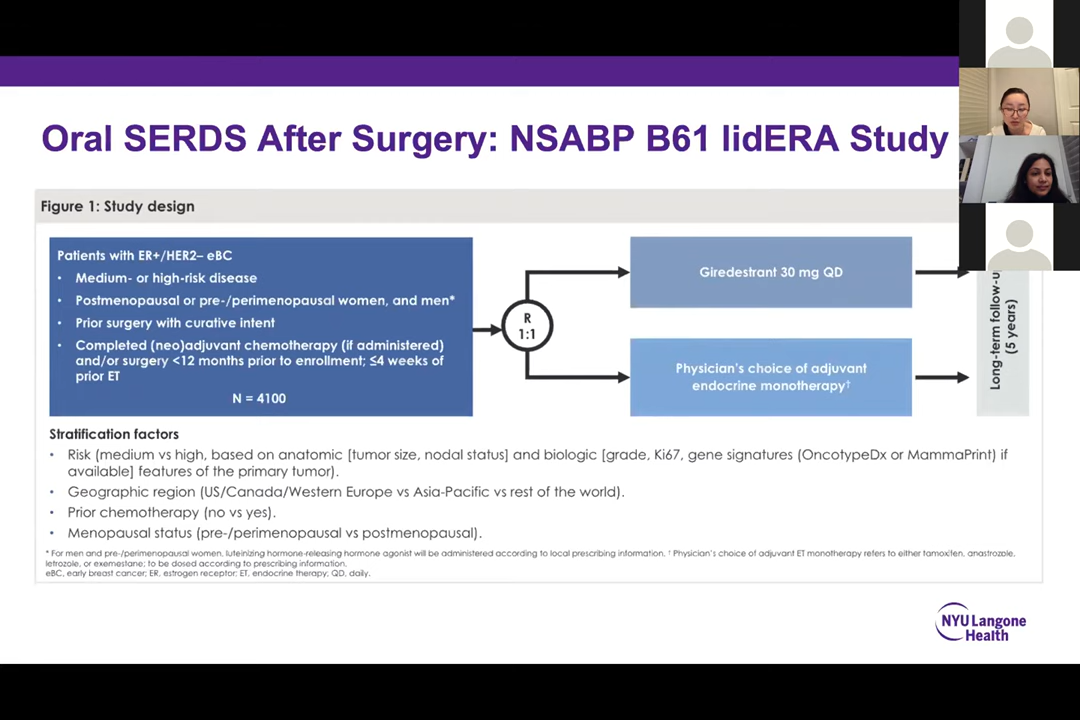 Oral SERDS After Surgery: NSABP B61 lidERA Study
Figure 1: Study design
Patients with ER+/HER2– eBC
• Medium- or high-risk disease
• Postmenopausal or pre-/perimenopausal women, and men*
• Prior surgery with curative intent
• Completed (neo)adjuvant chemotherapy (if administered)
and/or surgery <12 months prior to enrollment; ≤4 weeks of
prior ET
N = 4100
R
1:1
Giredestrant 30 mg QD
Physician's choice of adjuvant
endocrine monotherapy†
Long-term follow-u
(5 years)
Stratification factors
• Risk (medium vs high, based on anatomic [tumor size, nodal status] and biologic [grade, Ki67, gene signatures (OncotypeDx or MammaPrint) if
available] features of the primary tumor).
• Geographic region (US/Canada/Western Europe vs Asia-Pacific vs rest of the world).
• Prior chemotherapy (no vs yes).
• Menopausal status (pre-/perimenopausal vs postmenopausal).
* For men and pre-/perimenopausal women, luteinizing hormone-releasing hormone agonist will be administered according to local prescribing information. † Physician's choice of adjuvant ET monotherapy refers to either tamoxifen, anastrozole,
letrozole, or exemestane; to be dosed according to prescribing information.
eBC, early breast cancer; ER, estrogen receptor; ET, endocrine therapy; QD, daily.
NYU Langone
Health